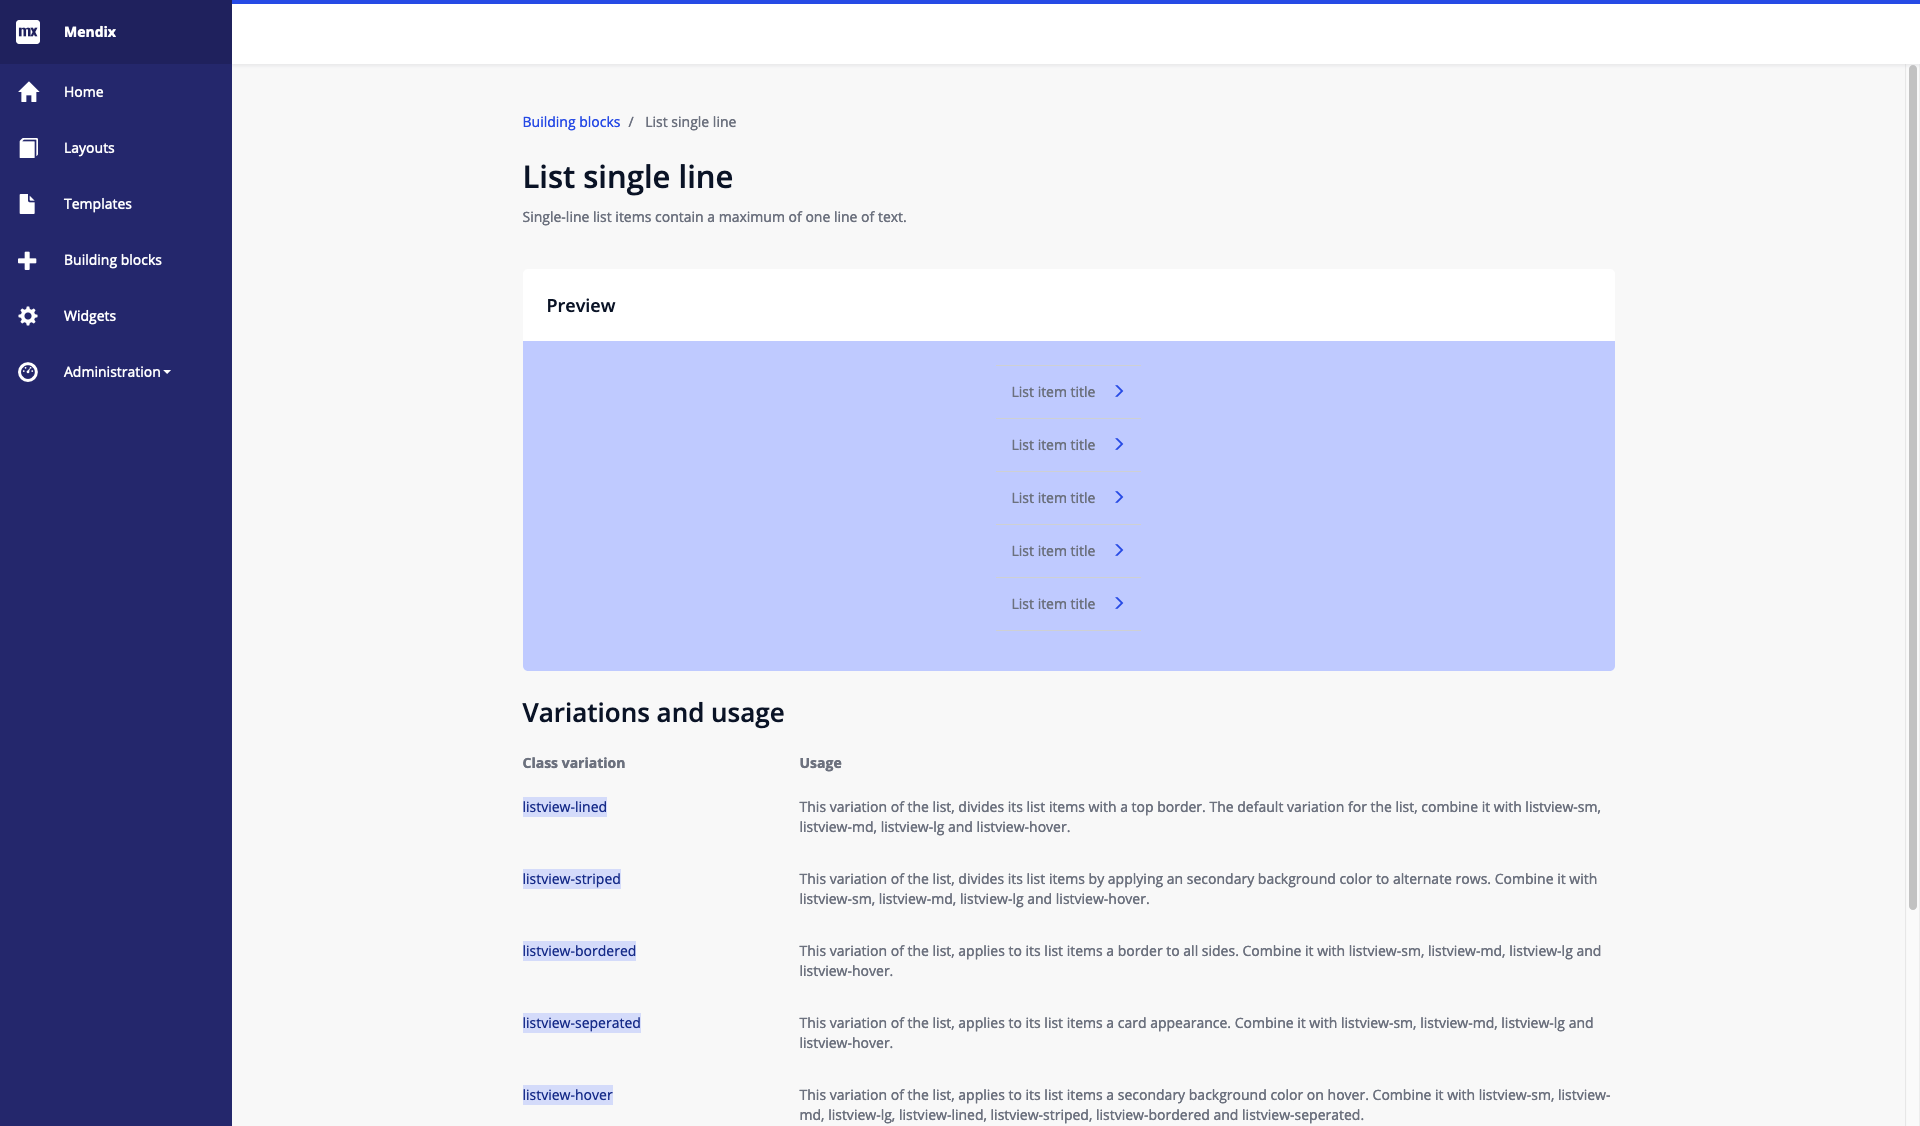 mx Mendix
Home
Layouts
Templates
Building blocks
Widgets
Administration
Building blocks / List single line
List single line
Single-line list items contain a maximum of one line of text.
Preview
List item title
List item title
List item title
List item title
List item title
Variations and usage
Class variation Usage
listview-lined This variation of the list, divides its list items with a top border. The default variation for the list, combine it with listview-sm,
listview-md, listview-lg and listview-hover.
listview-striped This variation of the list, divides its list items by applying an secondary background color to alternate rows. Combine it with
listview-sm, listview-md, listview-lg and listview-hover.
listview-bordered This variation of the list, applies to its list items a border to all sides. Combine it with listview-sm, listview-md, listview-lg and
listview-hover.
listview-seperated This variation of the list, applies to its list items a card appearance. Combine it with listview-sm, listview-md, listview-lg and
listview-hover.
listview-hover This variation of the list, applies to its list items a secondary background color on hover. Combine it with listview-sm, listview-
md, listview-lg, listview-lined, listview-striped, listview-bordered and listview-seperated.